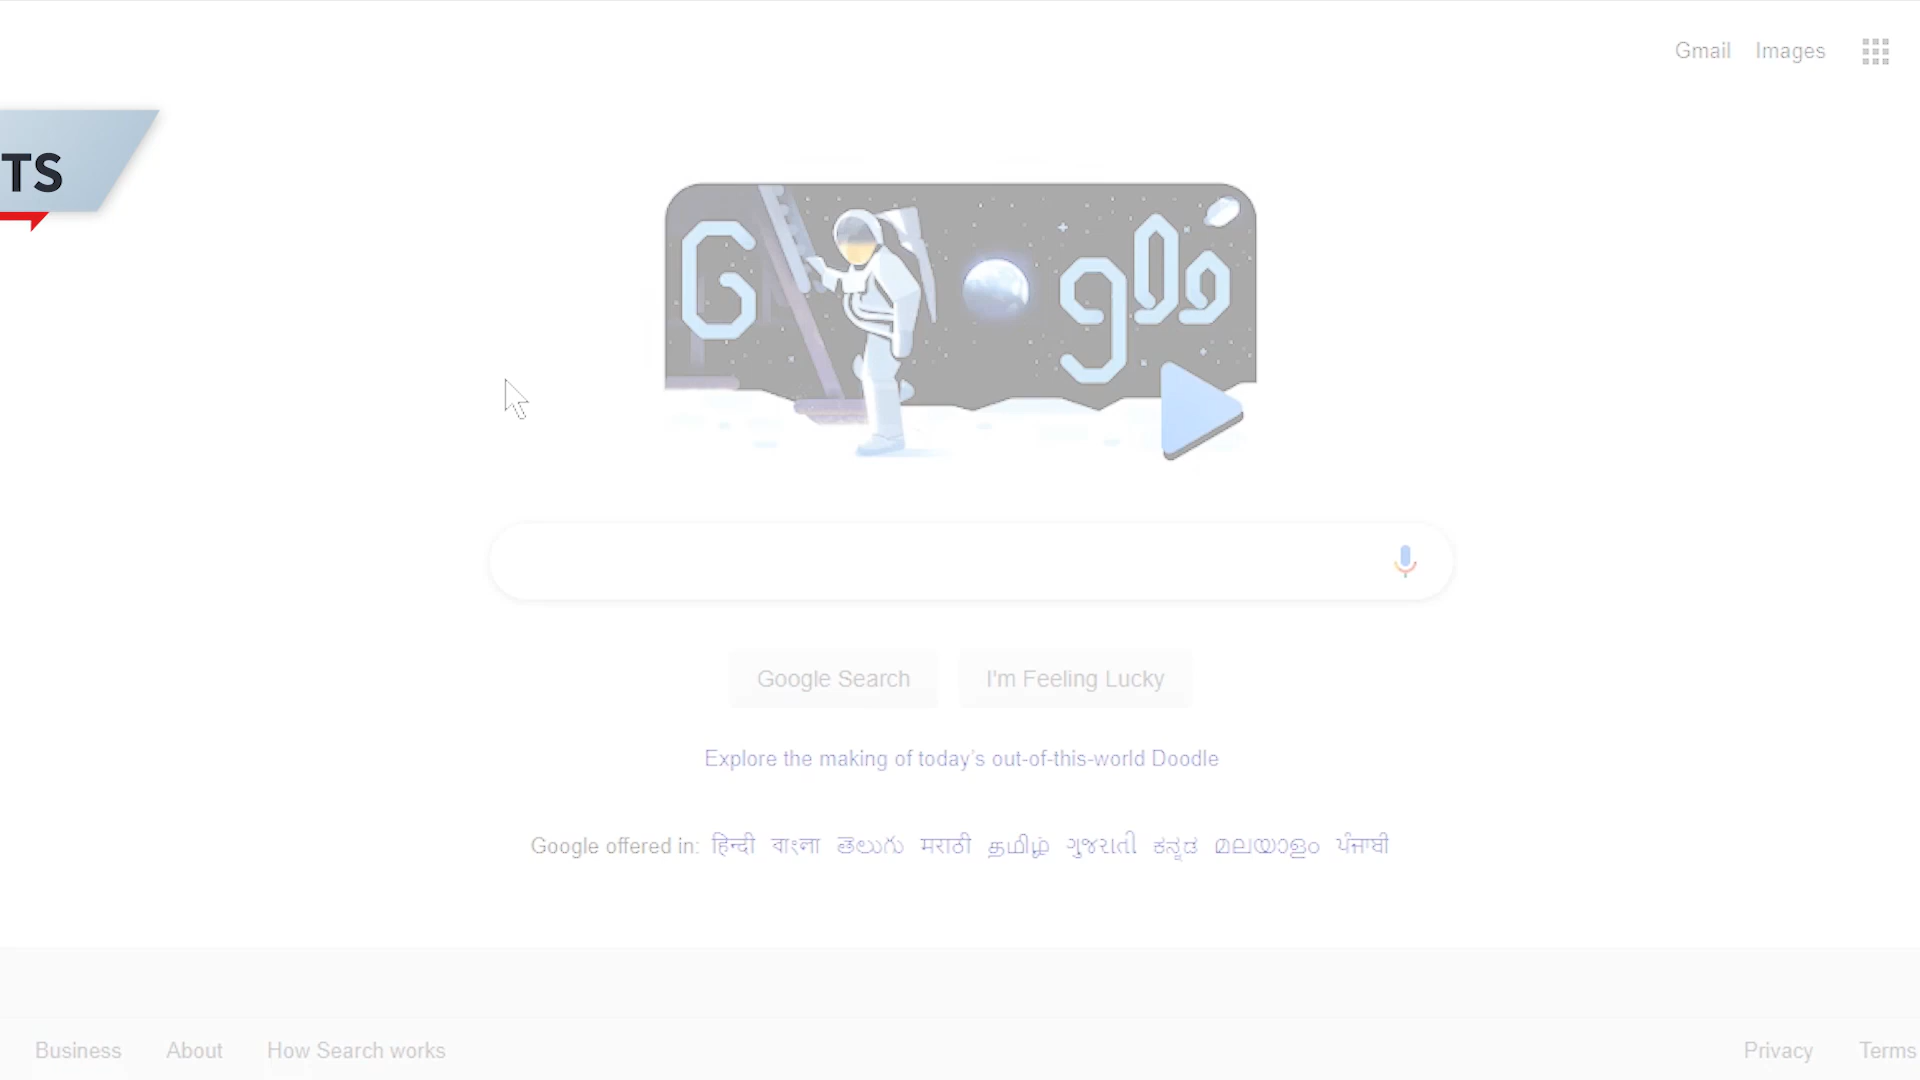 Gmail Images
TS
Google
Google Search I'm Feeling Lucky
Explore the making of today's out-of-this-world Doodle
Google offered in: हिन्दी বাংলা తెలుగు मराठी தமிழ் ગુજરાતી ಕನ್ನಡ മലയാളം ਪੰਜਾਬੀ
Business About How Search works Privacy Terms